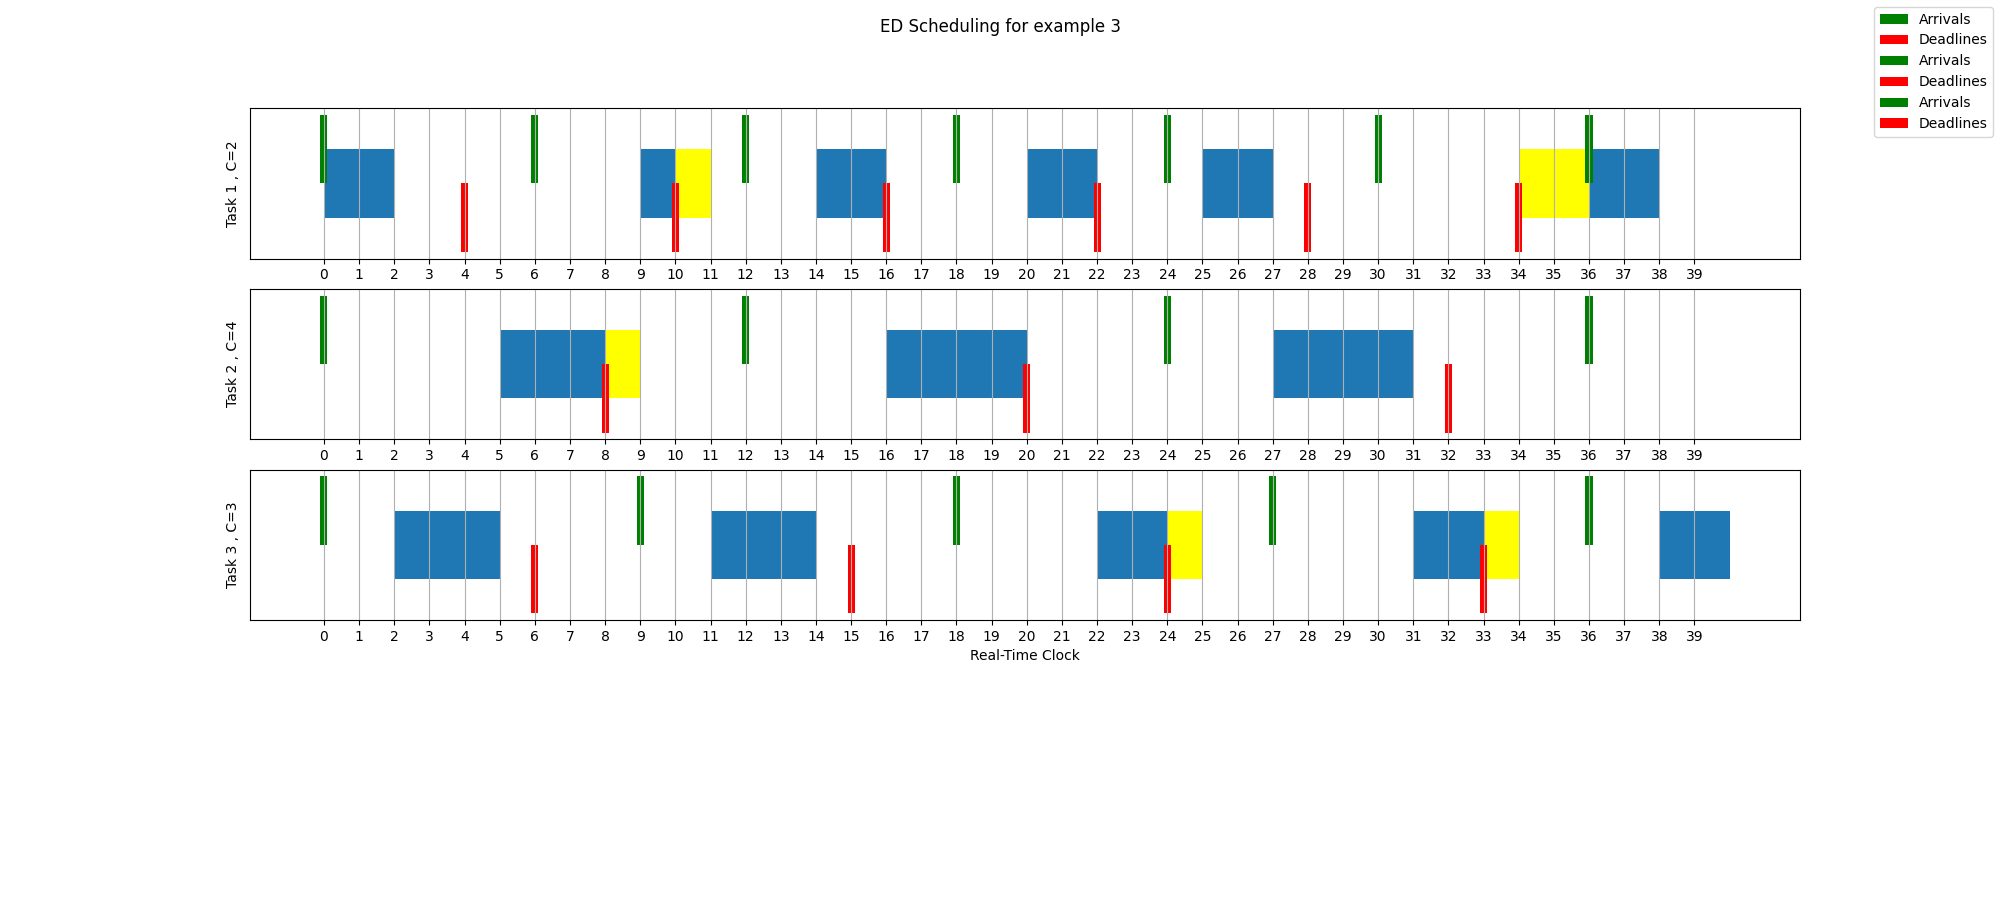 ED Scheduling for example 3
Arrivals
Deadlines
Arrivals
Deadlines
Arrivals
Deadlines
Task 1 , C=2
0 1 2 3 4 5 6 7 8 9 10 11 12 13 14 15 16 17 18 19 20 21 22 23 24 25 26 27 28 29 30 31 32 33 34 35 36 37 38 39
Task 2 , C=4
0 1 2 3 4 5 6 7 8 9 10 11 12 13 14 15 16 17 18 19 20 21 22 23 24 25 26 27 28 29 30 31 32 33 34 35 36 37 38 39
Task 3 , C=3
0 1 2 3 4 5 6 7 8 9 10 11 12 13 14 15 16 17 18 19 20 21 22 23 24 25 26 27 28 29 30 31 32 33 34 35 36 37 38 39
Real-Time Clock